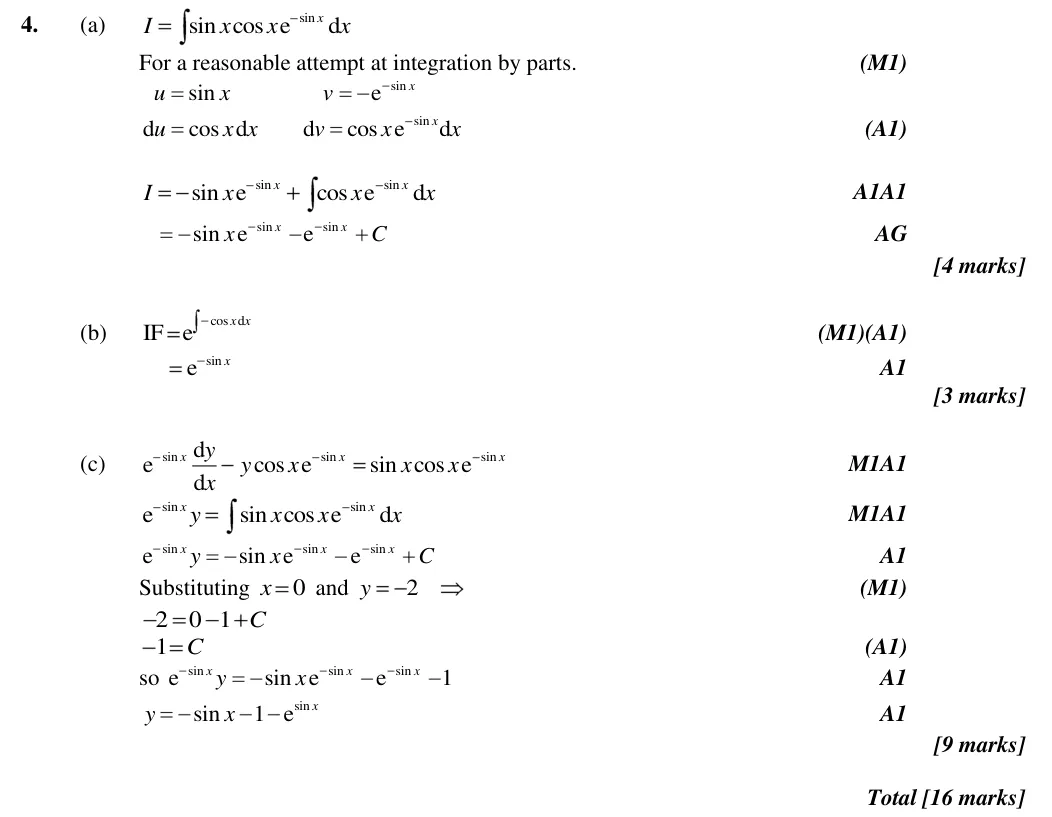 4. (a) I = ∫sin x cos x e^{−sin x} dx
For a reasonable attempt at integration by parts. (M1)
u = sin x v = −e^{−sin x}
du = cos x dx dv = cos x e^{−sin x} dx (A1)
I = −sin x e^{−sin x} + ∫cos x e^{−sin x} dx A1A1
= −sin x e^{−sin x} − e^{−sin x} + C AG
[4 marks]
(b) IF = e^{∫−cos x dx} (M1)(A1)
= e^{−sin x} A1
[3 marks]
(c) e^{−sin x} dy/dx − y cos x e^{−sin x} = sin x cos x e^{−sin x} M1A1
e^{−sin x} y = ∫ sin x cos x e^{−sin x} dx M1A1
e^{−sin x} y = −sin x e^{−sin x} − e^{−sin x} + C A1
Substituting x = 0 and y = −2 ⇒ (M1)
−2 = 0 − 1 + C
−1 = C (A1)
so e^{−sin x} y = −sin x e^{−sin x} − e^{−sin x} − 1 A1
y = −sin x − 1 − e^{sin x} A1
[9 marks]
Total [16 marks]